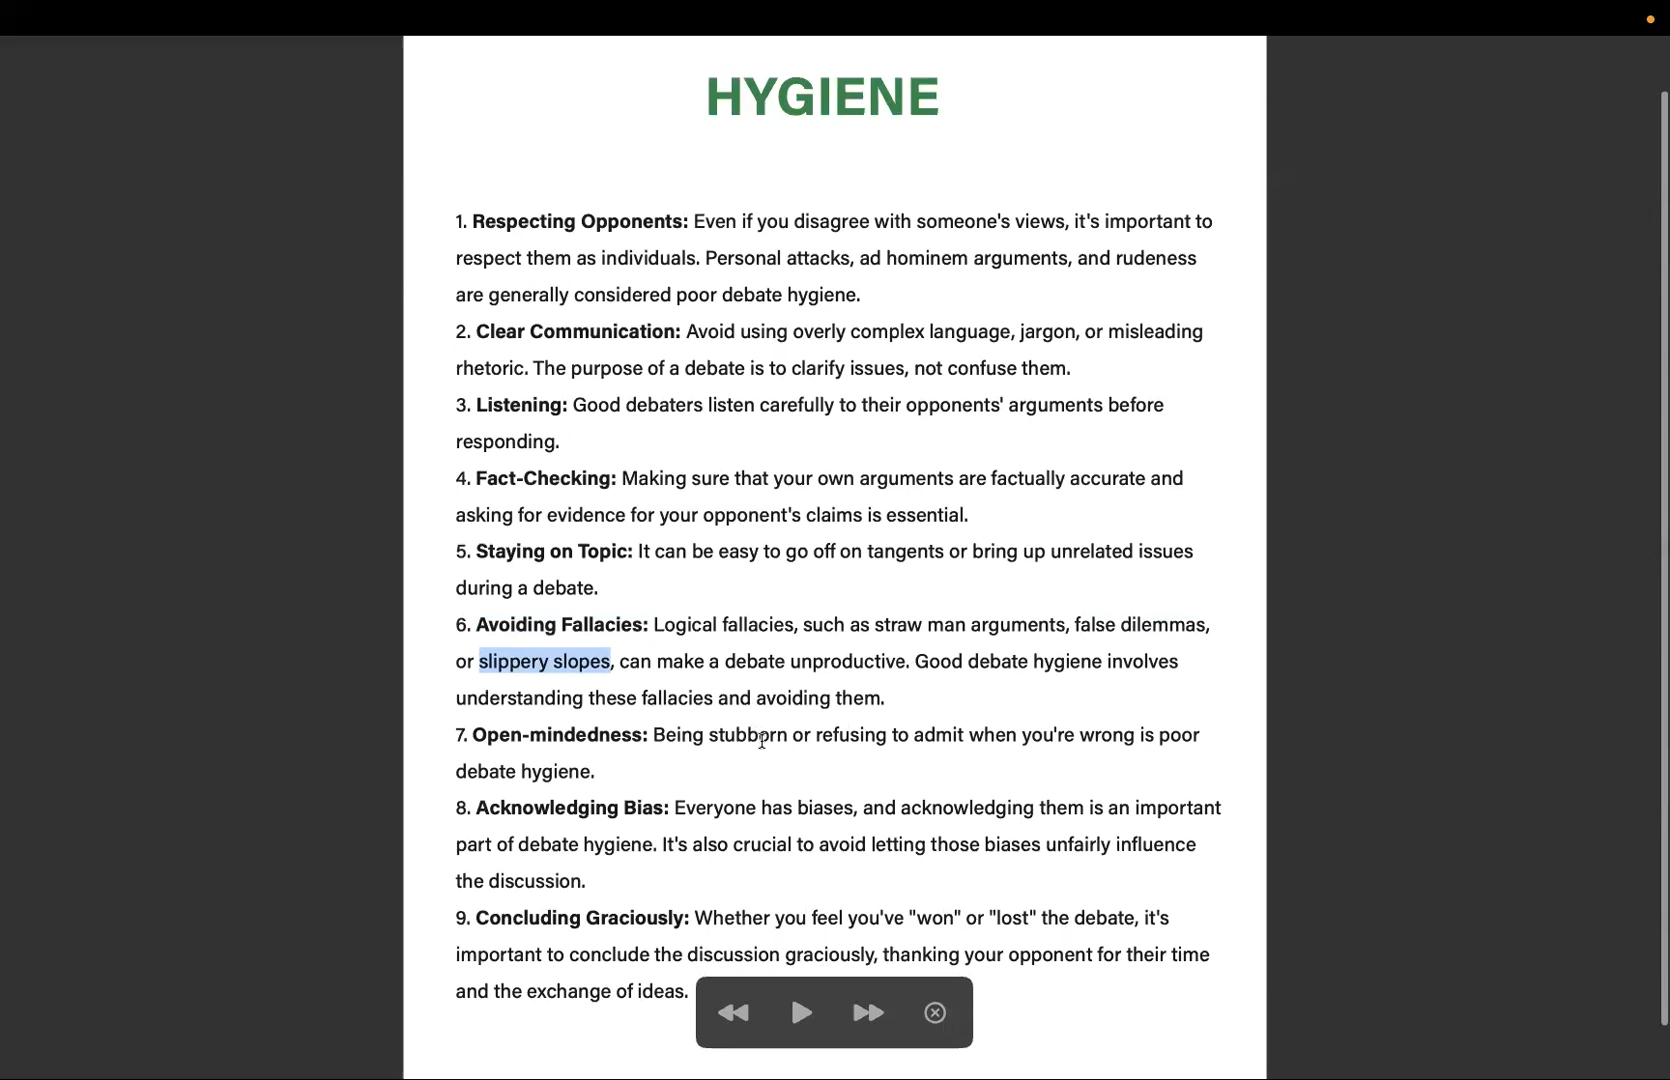 HYGIENE
1. Respecting Opponents: Even if you disagree with someone's views, it's important to
respect them as individuals. Personal attacks, ad hominem arguments, and rudeness
are generally considered poor debate hygiene.
2. Clear Communication: Avoid using overly complex language, jargon, or misleading
rhetoric. The purpose of a debate is to clarify issues, not confuse them.
3. Listening: Good debaters listen carefully to their opponents' arguments before
responding.
4. Fact-Checking: Making sure that your own arguments are factually accurate and
asking for evidence for your opponent's claims is essential.
5. Staying on Topic: It can be easy to go off on tangents or bring up unrelated issues
during a debate.
6. Avoiding Fallacies: Logical fallacies, such as straw man arguments, false dilemmas,
or slippery slopes, can make a debate unproductive. Good debate hygiene involves
understanding these fallacies and avoiding them.
7. Open-mindedness: Being stubborn or refusing to admit when you're wrong is poor
debate hygiene.
8. Acknowledging Bias: Everyone has biases, and acknowledging them is an important
part of debate hygiene. It's also crucial to avoid letting those biases unfairly influence
the discussion.
9. Concluding Graciously: Whether you feel you've "won" or "lost" the debate, it's
important to conclude the discussion graciously, thanking your opponent for their time
and the exchange of ideas.